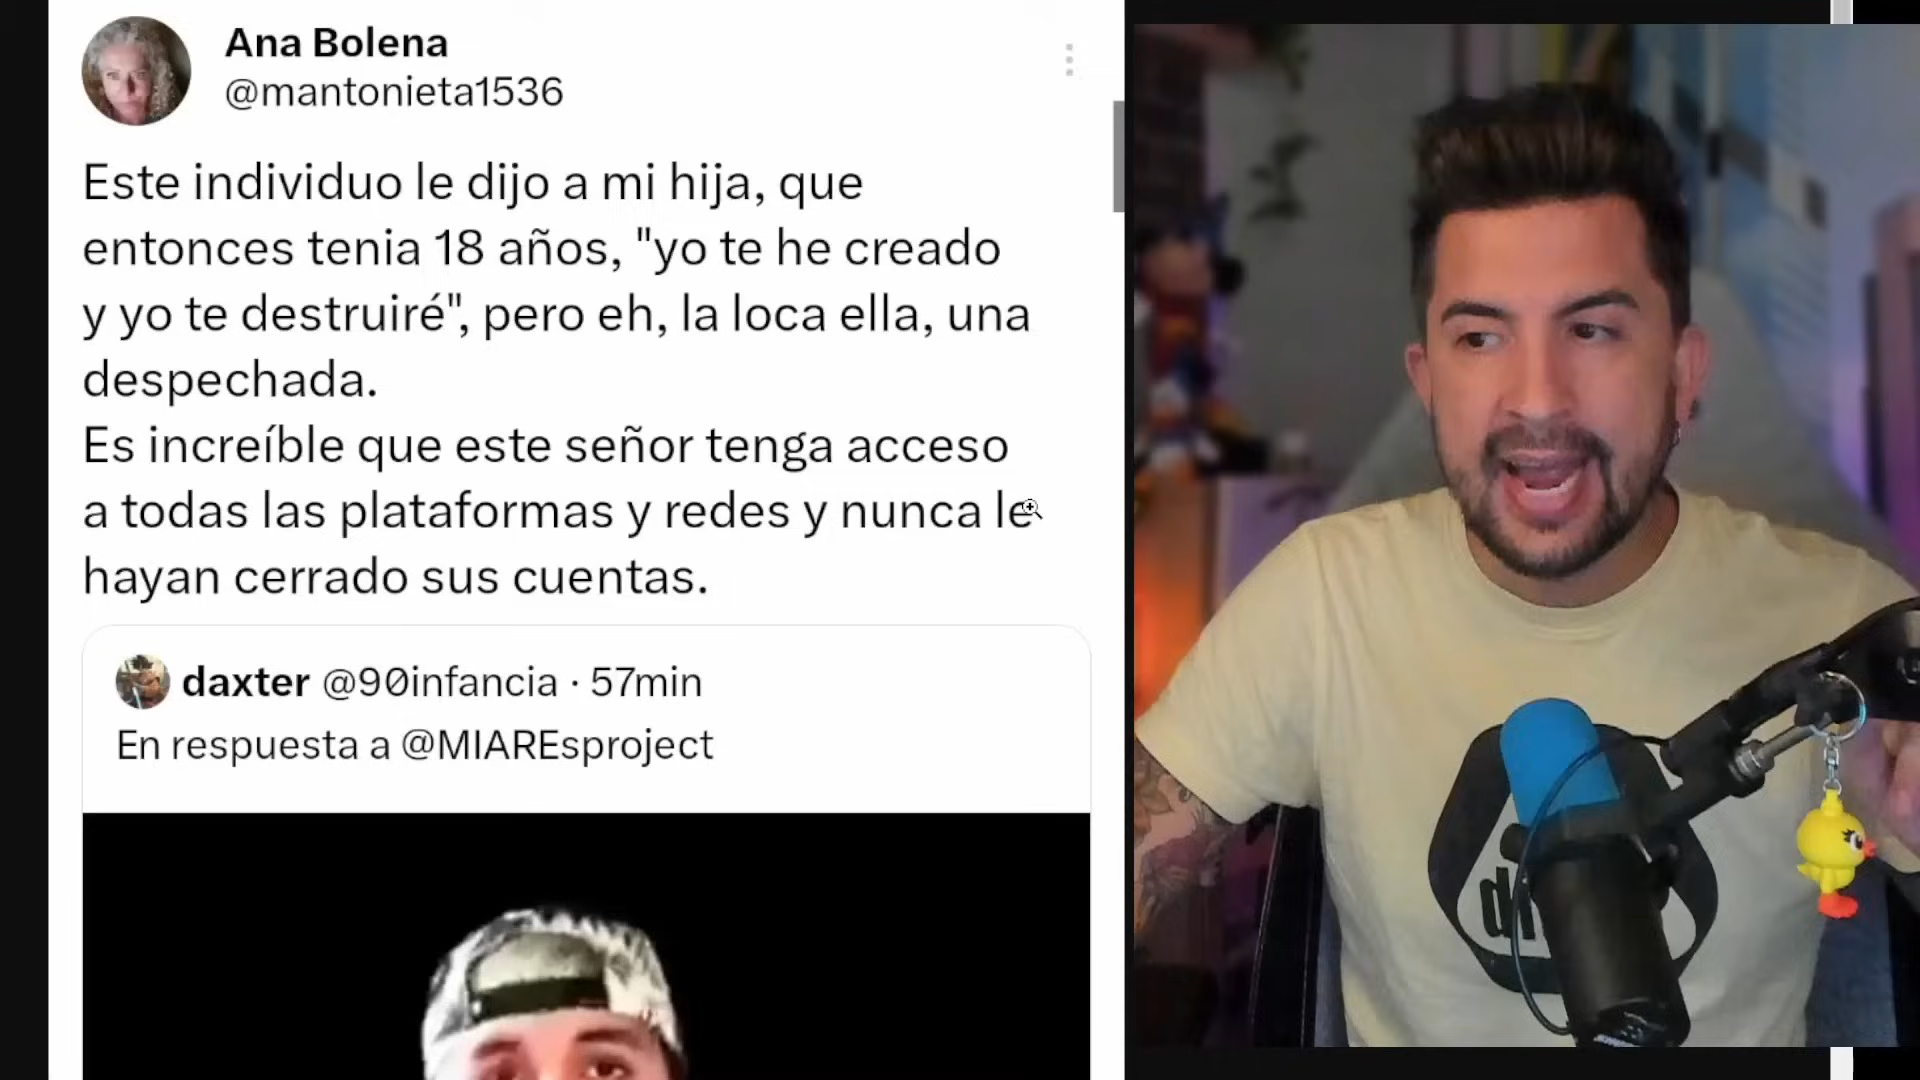 Ana Bolena
@mantonieta1536
Este individuo le dijo a mi hija, que
entonces tenia 18 años, "yo te he creado
y yo te destruiré", pero eh, la loca ella, una
despechada.
Es increíble que este señor tenga acceso
a todas las plataformas y redes y nunca le
hayan cerrado sus cuentas.
daxter @90infancia · 57min
En respuesta a @MIAREsproject